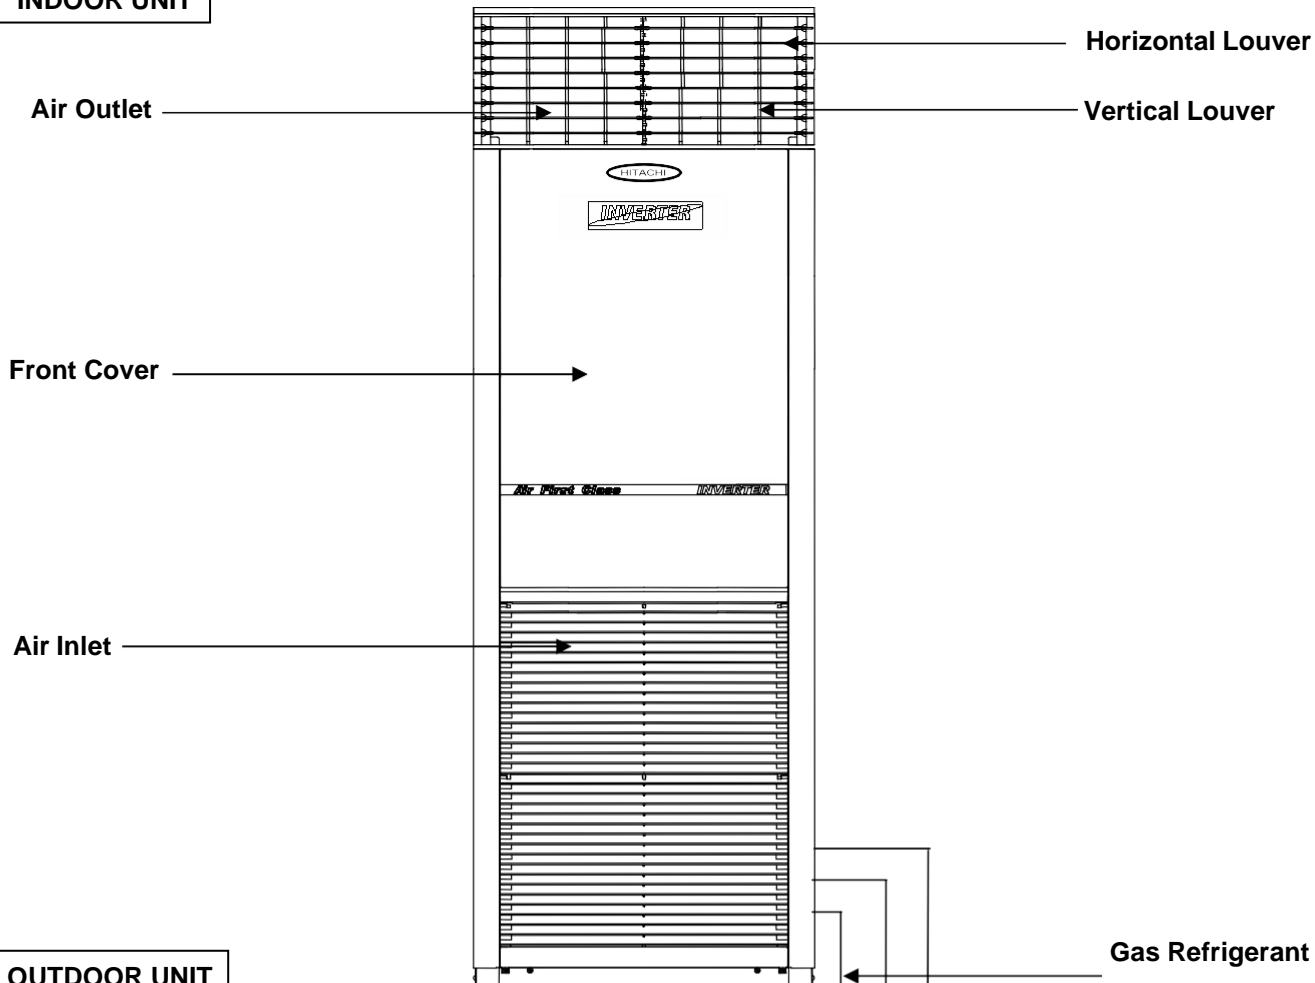 INDOOR UNIT
Horizontal Louver
Air Outlet
Vertical Louver
HITACHI
INVERTER
Front Cover
Air First Class INVERTER
Air Inlet
Gas Refrigerant
OUTDOOR UNIT